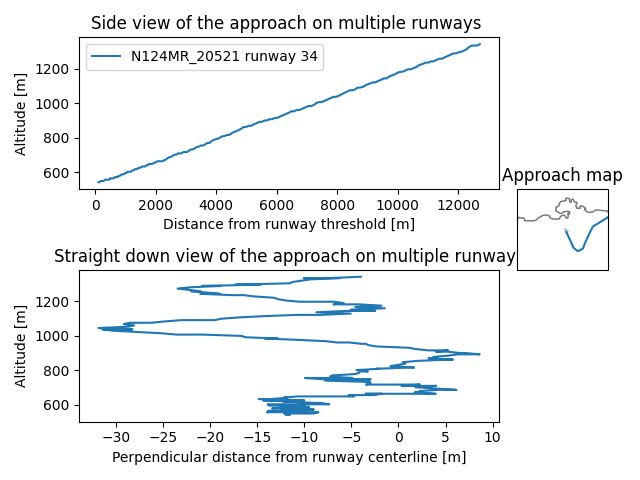 Side view of the approach on multiple runways
N124MR_20521 runway 34
Altitude [m]
1200
1000
800
600
0 2000 4000 6000 8000 10000 12000
Distance from runway threshold [m]
Approach map
Straight down view of the approach on multiple runway
Altitude [m]
1200
1000
800
600
−30 −25 −20 −15 −10 −5 0 5 10
Perpendicular distance from runway centerline [m]